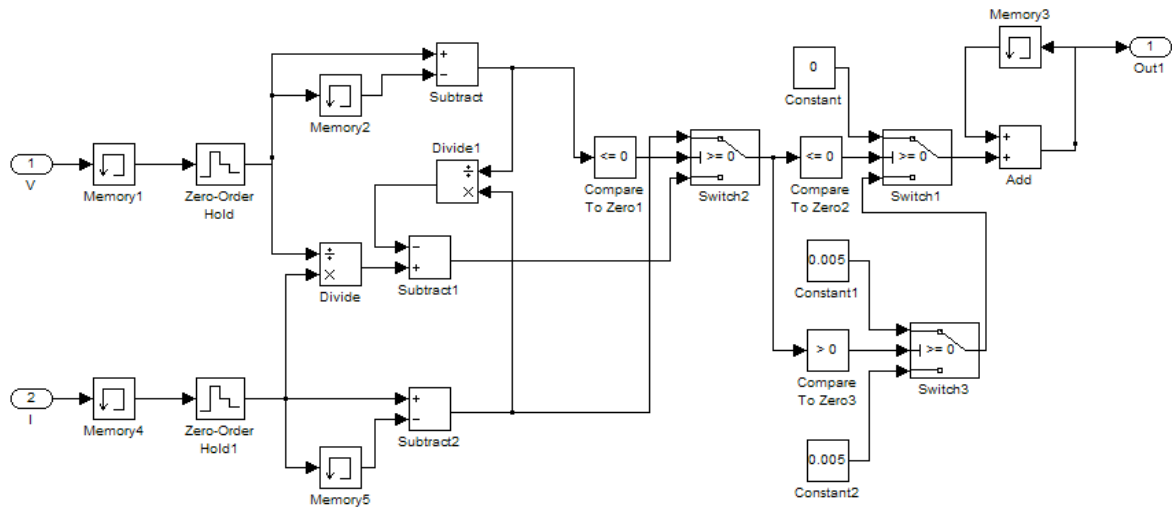 Memory3
1
Out1
+
−
Subtract
0
Constant
Memory2
+
+
Add
1
V
Memory1
Zero-Order
Hold
Divide1
÷
×
<= 0
Compare
To Zero1
>= 0
Switch2
<= 0
Compare
To Zero2
>= 0
Switch1
÷
×
Divide
−
+
Subtract1
0.005
Constant1
> 0
Compare
To Zero3
>= 0
Switch3
2
I
Memory4
Zero-Order
Hold1
+
−
Subtract2
Memory5
0.005
Constant2